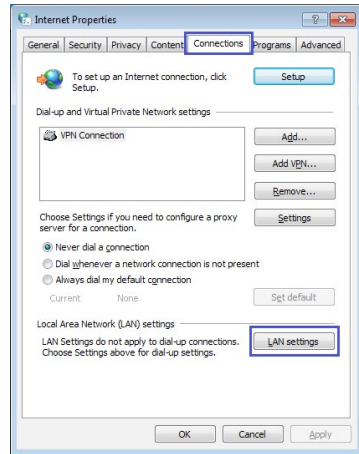 Internet Properties
General Security Privacy Content Connections Programs Advanced
To set up an Internet connection, click
Setup.
Setup
Dial-up and Virtual Private Network settings
VPN Connection
Add...
Add VPN...
Remove...
Choose Settings if you need to configure a proxy
server for a connection.
Settings
Never dial a connection
Dial whenever a network connection is not present
Always dial my default connection
Current None
Set default
Local Area Network (LAN) settings
LAN Settings do not apply to dial-up connections.
Choose Settings above for dial-up settings.
LAN settings
OK Cancel Apply